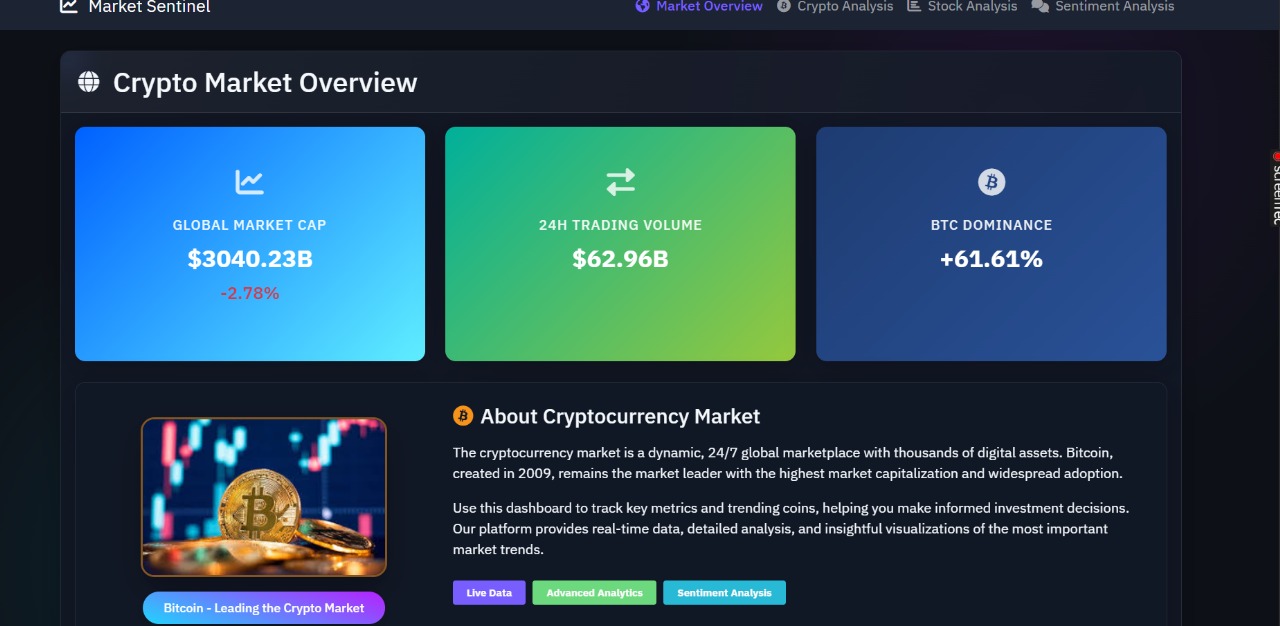 Market Sentinel
Market Overview
Crypto Analysis
Stock Analysis
Sentiment Analysis
Crypto Market Overview
GLOBAL MARKET CAP
$3040.23B
-2.78%
24H TRADING VOLUME
$62.96B
BTC DOMINANCE
+61.61%
Bitcoin - Leading the Crypto Market
About Cryptocurrency Market
The cryptocurrency market is a dynamic, 24/7 global marketplace with thousands of digital assets. Bitcoin,
created in 2009, remains the market leader with the highest market capitalization and widespread adoption.
Use this dashboard to track key metrics and trending coins, helping you make informed investment decisions.
Our platform provides real-time data, detailed analysis, and insightful visualizations of the most important
market trends.
Live Data
Advanced Analytics
Sentiment Analysis